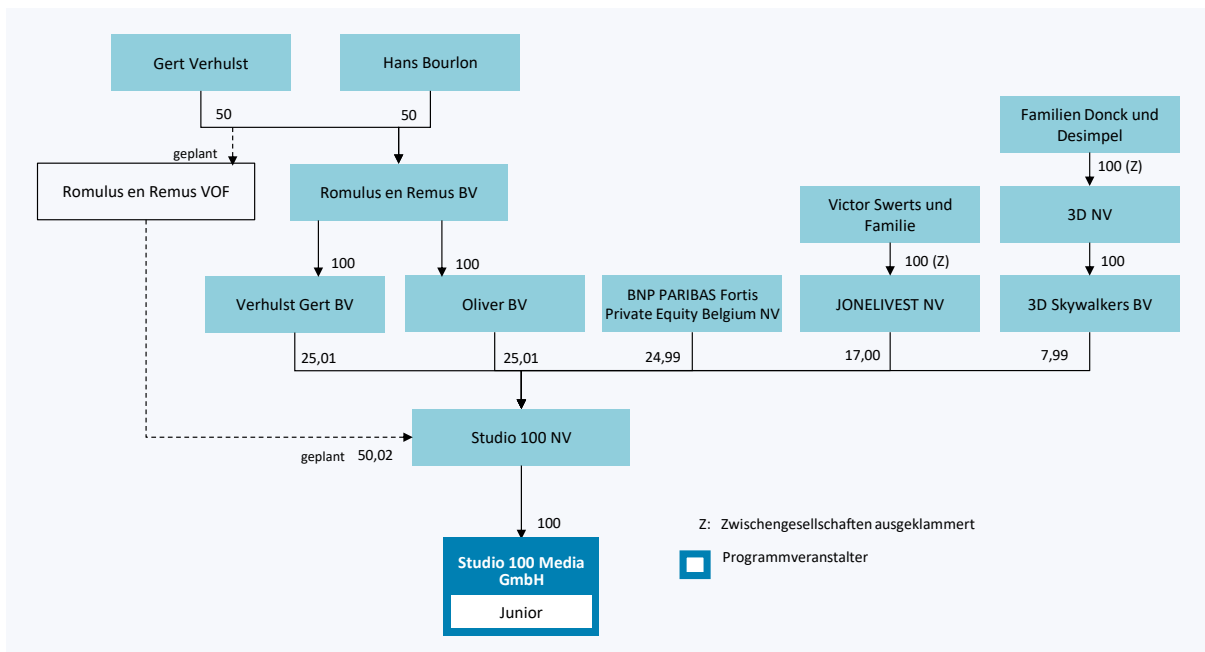 Gert Verhulst
Hans Bourlon
50
50
Familien Donck und
Desimpel
geplant
100 (Z)
Romulus en Remus VOF
Romulus en Remus BV
Victor Swerts und
Familie
3D NV
100
100
100 (Z)
100
Verhulst Gert BV
Oliver BV
BNP PARIBAS Fortis
Private Equity Belgium NV
JONELIVEST NV
3D Skywalkers BV
25,01
25,01
24,99
17,00
7,99
Studio 100 NV
geplant 50,02
100
Z: Zwischengesellschaften ausgeklammert
Studio 100 Media
GmbH
Programmveranstalter
Junior